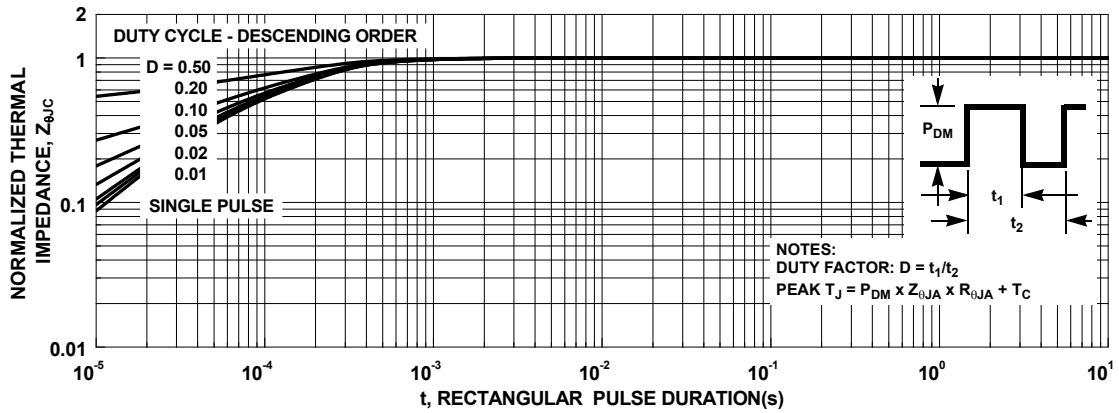 2
DUTY CYCLE - DESCENDING ORDER
1
D = 0.50
0.20
0.10
0.05
0.02
0.01
SINGLE PULSE
0.1
0.01
NORMALIZED THERMAL
IMPEDANCE, ZθJC
PDM
t1
t2
NOTES:
DUTY FACTOR: D = t1/t2
PEAK TJ = PDM x ZθJA x RθJA + TC
10-5
10-4
10-3
10-2
10-1
100
101
t, RECTANGULAR PULSE DURATION(s)